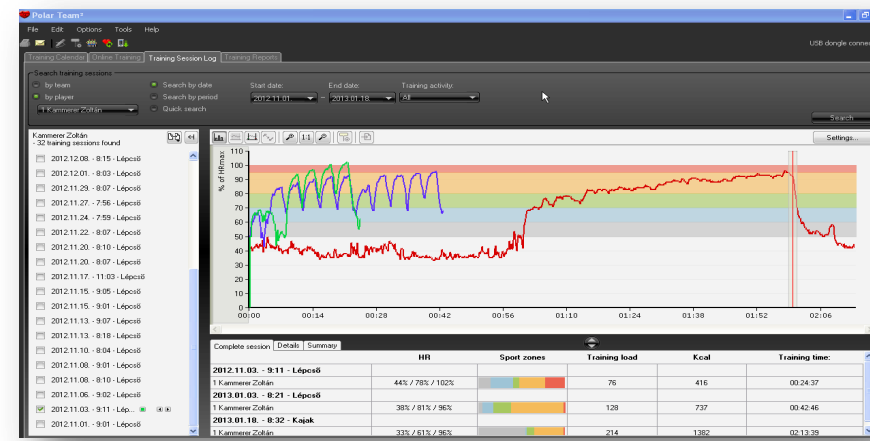 Polar Team²
File Edit Options Tools Help
USB dongle connec
Training Calendar Online Training Training Session Log Training Reports
Search training sessions
by team Search by date Start date: End date: Training activity:
by player Search by period 2012.11.01 - 2013.01.18 All
1 Kammerer Zoltán Quick search
Search
Kammerer Zoltán
- 32 training sessions found
1:1
Settings...
2012.12.08. - 8:15 - Lépcső
2012.12.01. - 8:03 - Lépcső
2012.11.29. - 8:07 - Lépcső
2012.11.27. - 7:56 - Lépcső
2012.11.24. - 7:59 - Lépcső
2012.11.22. - 8:07 - Lépcső
2012.11.20. - 8:10 - Lépcső
2012.11.20. - 8:07 - Lépcső
2012.11.17. - 11:03 - Lépcső
2012.11.15. - 9:05 - Lépcső
2012.11.15. - 9:01 - Lépcső
2012.11.13. - 9:07 - Lépcső
2012.11.13. - 8:18 - Lépcső
2012.11.10. - 8:04 - Lépcső
2012.11.08. - 9:01 - Lépcső
2012.11.08. - 8:10 - Lépcső
2012.11.06. - 9:02 - Lépcső
2012.11.03. - 9:11 - Lép...
2012.11.01. - 9:01 - Lépcső
% of HRmax
110
100
90
80
70
60
50
40
30
20
10
0
00:00 00:14 00:28 00:42 00:56 01:10 01:24 01:38 01:52 02:06
Complete session Details Summary
HR Sport zones Training load Kcal Training time:
2012.11.03. - 9:11 - Lépcső
1 Kammerer Zoltán 44% / 78% / 102% 76 416 00:24:37
2013.01.03. - 8:21 - Lépcső
1 Kammerer Zoltán 38% / 81% / 96% 128 737 00:42:46
2013.01.18. - 8:32 - Kajak
1 Kammerer Zoltán 33% / 61% / 96% 214 1382 02:13:39